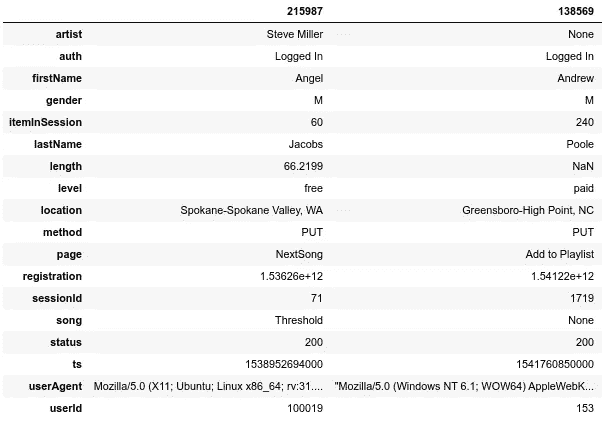 215987 138569
artist Steve Miller None
auth Logged In Logged In
firstName Angel Andrew
gender M M
itemInSession 60 240
lastName Jacobs Poole
length 66.2199 NaN
level free paid
location Spokane-Spokane Valley, WA Greensboro-High Point, NC
method PUT PUT
page NextSong Add to Playlist
registration 1.53626e+12 1.54122e+12
sessionId 71 1719
song Threshold None
status 200 200
ts 1538952694000 1541760850000
userAgent Mozilla/5.0 (X11; Ubuntu; Linux x86_64; rv:31.... "Mozilla/5.0 (Windows NT 6.1; WOW64) AppleWebK...
userId 100019 153